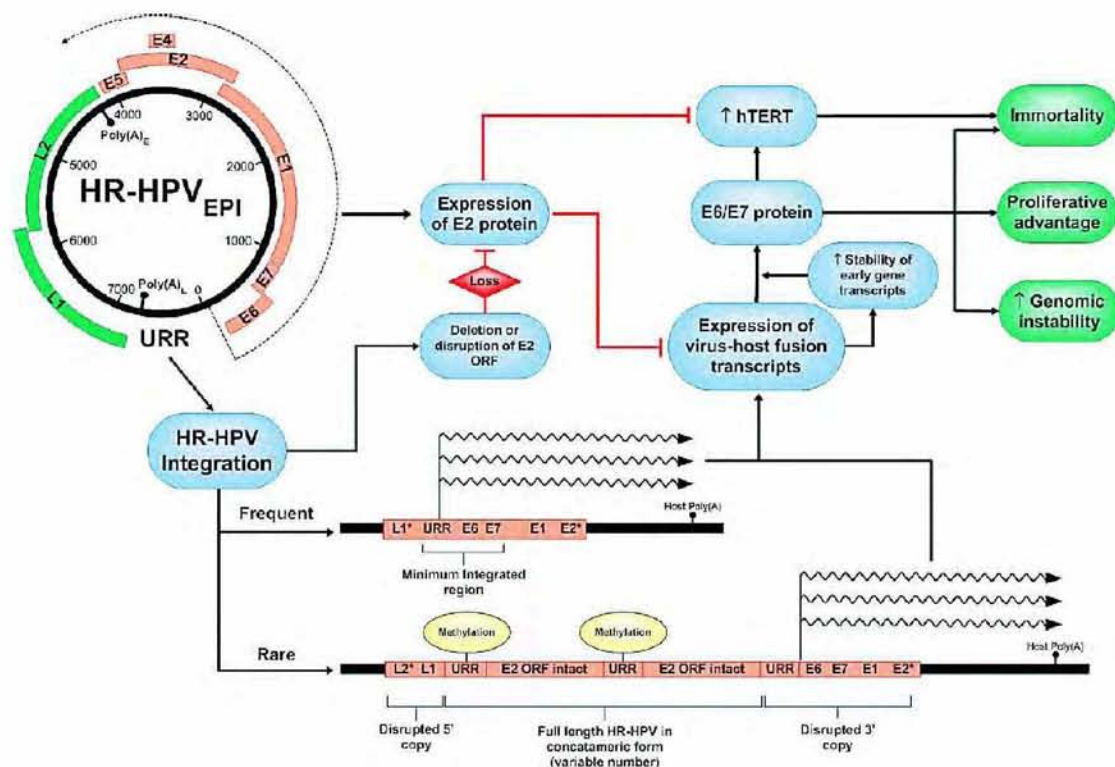 E4
E2
E5
4000
3000
Poly(A)E
L2
5000
2000
E1
HR-HPV EPI
6000
1000
E7
7000
Poly(A)L
0
E6
L1
URR
Expression
of E2 protein
Loss
Deletion or
disruption of E2
ORF
↑ hTERT
E6/E7 protein
↑ Stability of
early gene
transcripts
Expression of
virus-host fusion
transcripts
Immortality
Proliferative
advantage
↑ Genomic
instability
HR-HPV
Integration
Frequent
Host Poly(A)
L1* URR E6 E7 E1 E2*
Minimum Integrated
region
Methylation
Methylation
Rare
Host Poly(A)
L2* L1 URR E2 ORF intact URR E2 ORF intact URR E6 E7 E1 E2*
Disrupted 5'
copy
Full length HR-HPV in
concatameric form
(variable number)
Disrupted 3'
copy